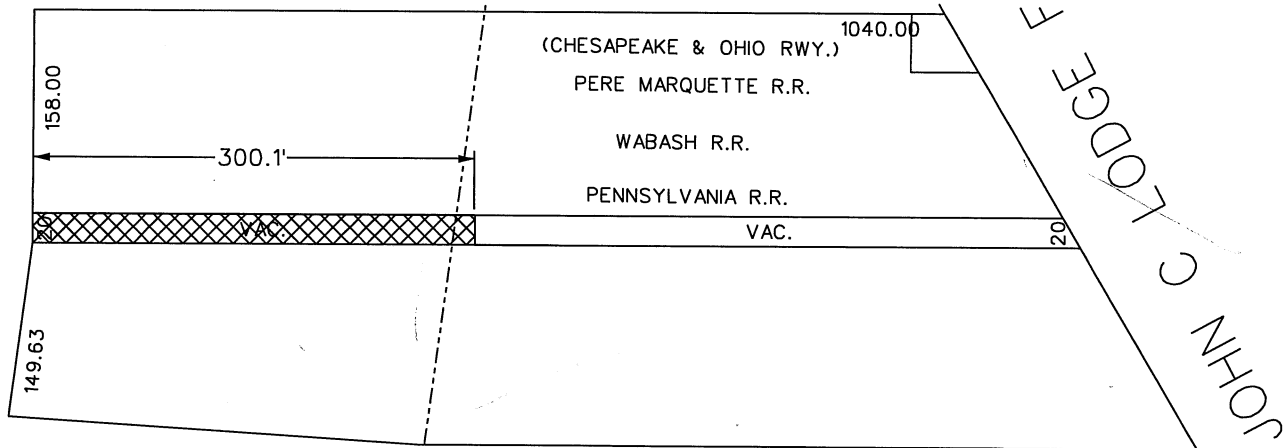 1040.00
(CHESAPEAKE & OHIO RWY.)
PERE MARQUETTE R.R.
158.00
WABASH R.R.
300.1'
PENNSYLVANIA R.R.
20
VAC.
VAC.
20
149.63
JOHN C LODGE F